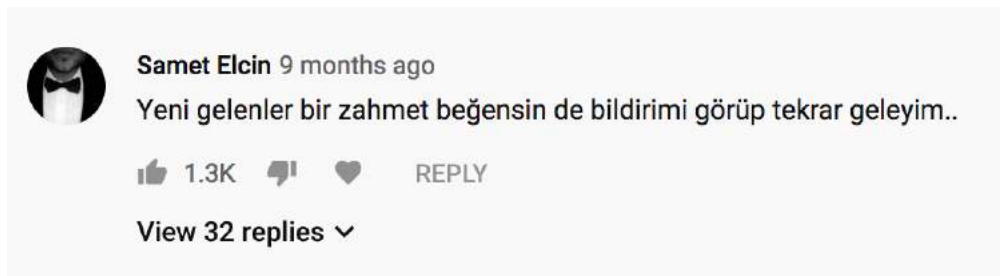 Samet Elcin 9 months ago
Yeni gelenler bir zahmet beğensin de bildirimi görüp tekrar geleyim..
1.3K REPLY
View 32 replies